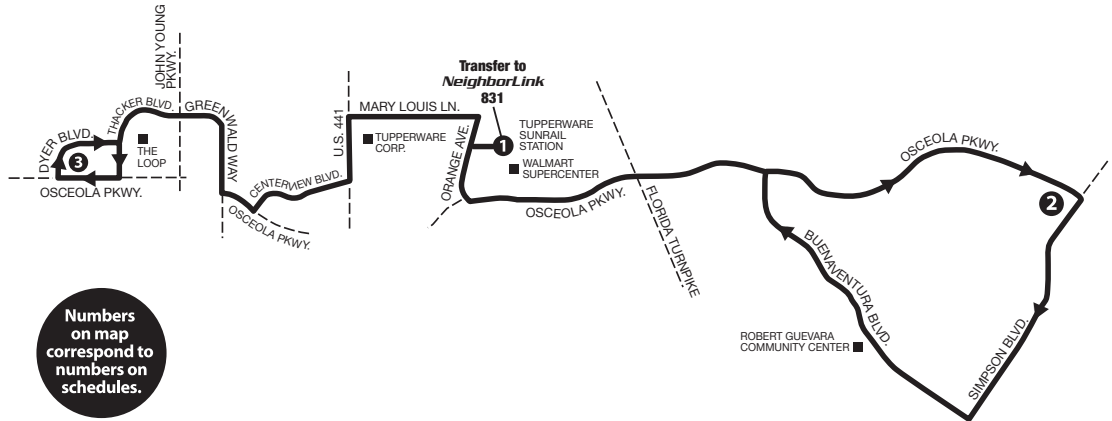 JOHN YOUNG
PKWY.
THACKER BLVD.
GREEN
WALD WAY
DYER BLVD.
3
THE
LOOP
OSCEOLA PKWY.
CENTERVIEW BLVD.
OSCEOLA PKWY.
U.S. 441
MARY LOUIS LN.
TUPPERWARE
CORP.
Transfer to
NeighborLink
831
1
TUPPERWARE
SUNRAIL
STATION
WALMART
SUPERCENTER
ORANGE AVE.
OSCEOLA PKWY.
FLORIDA TURNPIKE
OSCEOLA PKWY.
2
BUENAVENTURA BLVD.
ROBERT GUEVARA
COMMUNITY CENTER
SIMPSON BLVD.
Numbers
on map
correspond to
numbers on
schedules.